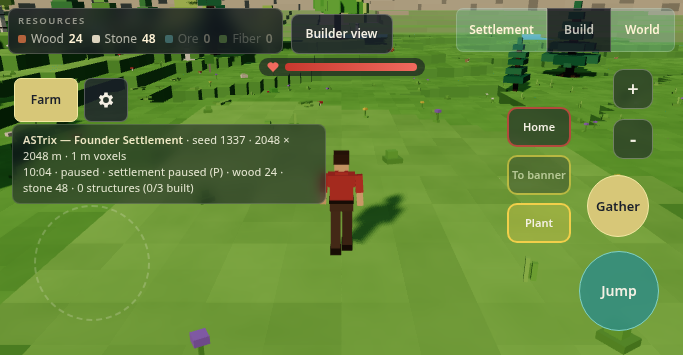 RESOURCES
Wood 24 Stone 48 Ore 0 Fiber 0
Builder view
Settlement Build World
Farm
ASTrix — Founder Settlement · seed 1337 · 2048 ×
2048 m · 1 m voxels
10:04 · paused · settlement paused (P) · wood 24 ·
stone 48 · 0 structures (0/3 built)
+
-
Home
To banner
Plant
Gather
Jump